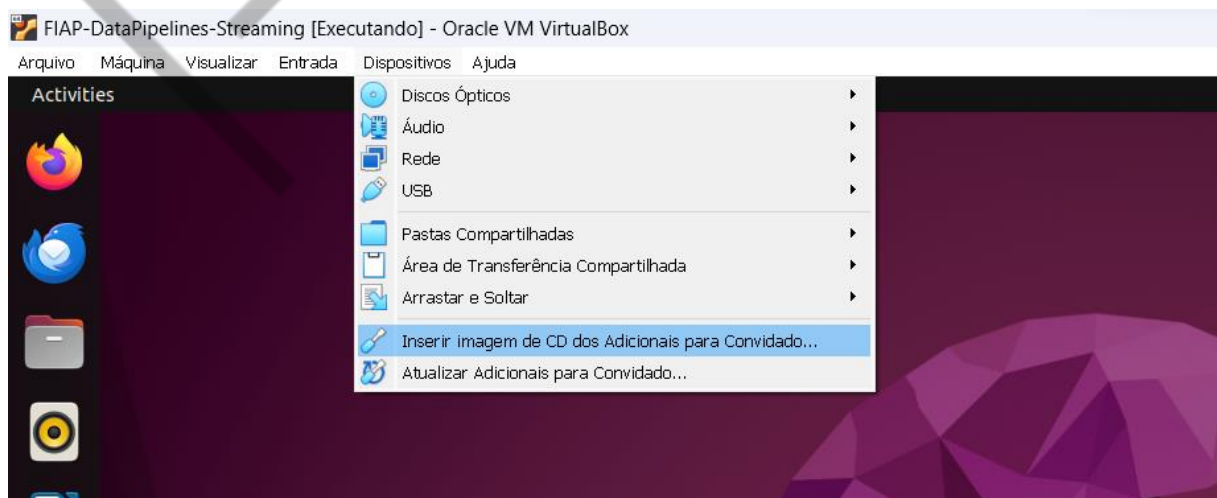 FIAP-DataPipelines-Streaming [Executando] - Oracle VM VirtualBox
Arquivo Máquina Visualizar Entrada Dispositivos Ajuda
Activities
Discos Ópticos
Áudio
Rede
USB
Pastas Compartilhadas
Área de Transferência Compartilhada
Arrastar e Soltar
Inserir imagem de CD dos Adicionais para Convidado...
Atualizar Adicionais para Convidado...